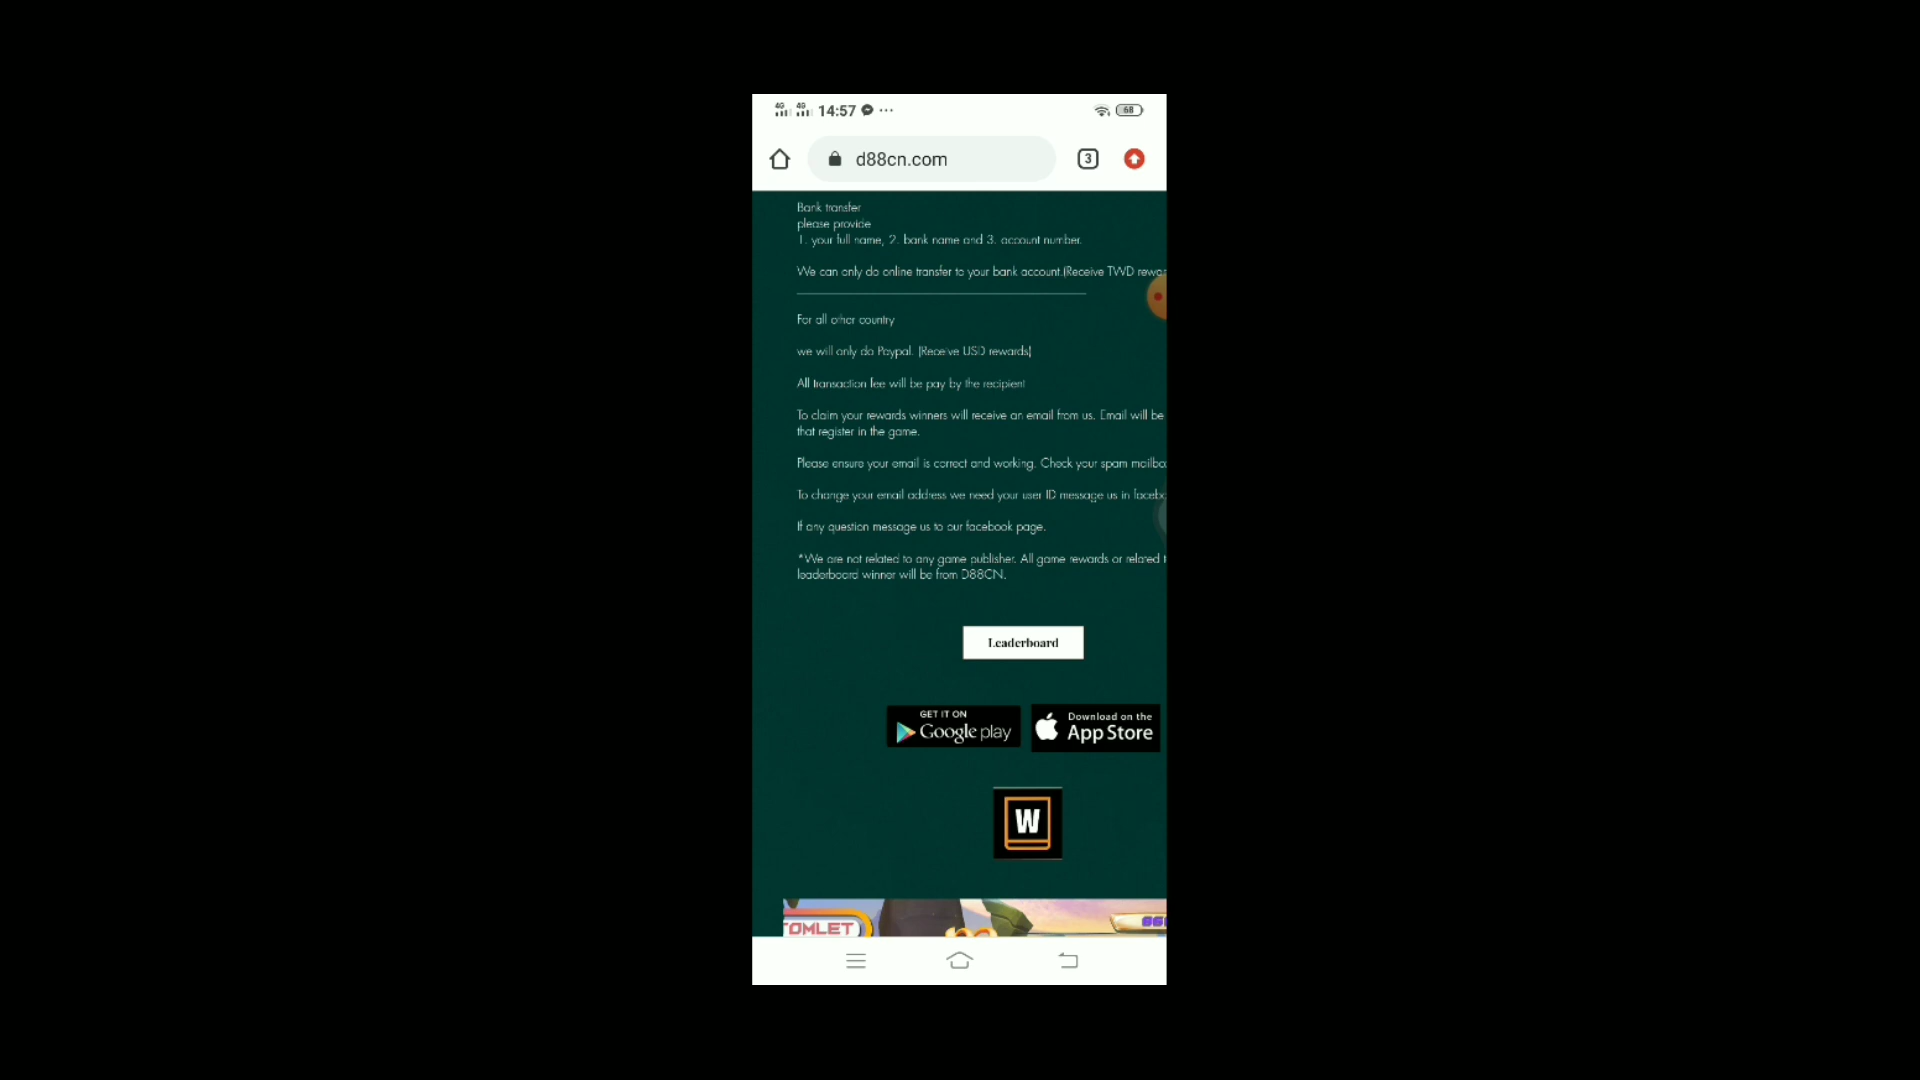 4G 4G 14:57 68
d88cn.com 3
Bank transfer
please provide
1. your full name, 2. bank name and 3. account number.
We can only do online transfer to your bank account.(Receive TWD
For all other country
we will only do Paypal. (Receive USD rewards)
All transaction fee will be pay by the recipient
To claim your rewards winners will receive an email from us. Email will be
that register in the game.
Please ensure your email is correct and working. Check your spam
To change your email address we need your user ID message us in
If any question message us to our facebook page.
*We are not related to any game publisher. All game rewards or related
leaderboard winner will be from D88CN.
Leaderboard
GET IT ON
Google play
Download on the
App Store
W
TOMLET